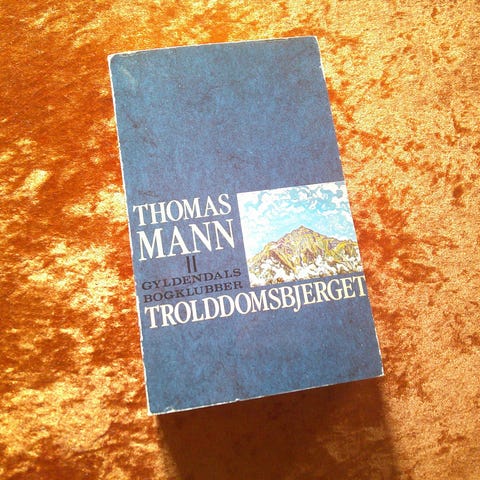 THOMAS
MANN
II
GYLDENDALS
BOGKLUBBER
TROLDDOMSBJERGET